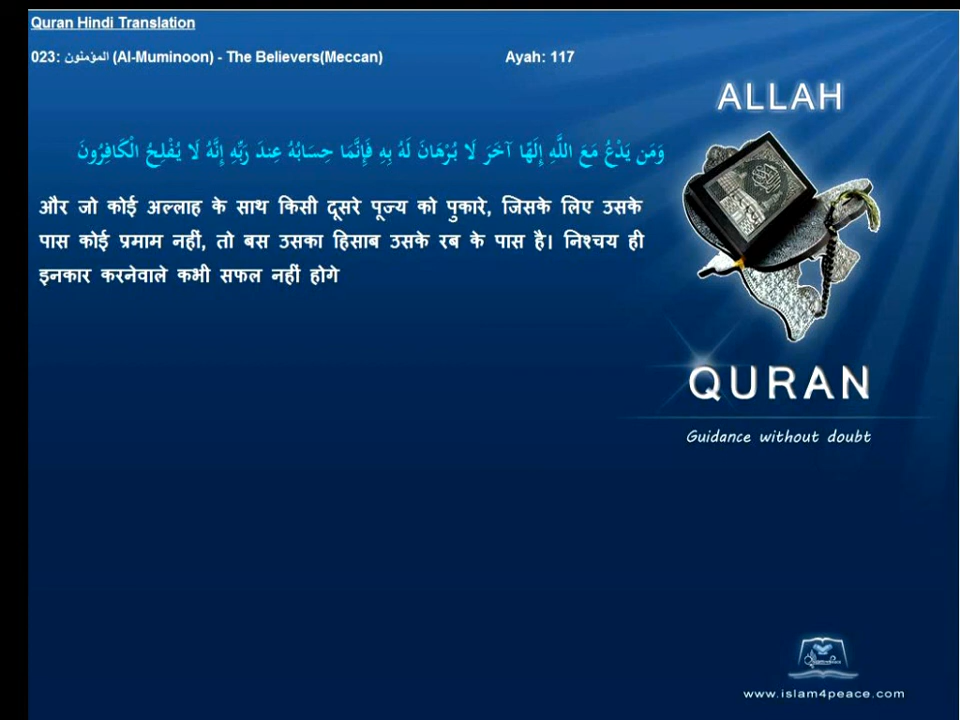 Quran Hindi Translation
023: المؤمنون (Al-Muminoon) - The Believers(Meccan) Ayah: 117
ALLAH
وَمَن يَدْعُ مَعَ اللَّهِ إِلَهًا آخَرَ لَا بُرْهَانَ لَهُ بِهِ فَإِنَّمَا حِسَابُهُ عِندَ رَبِّهِ إِنَّهُ لَا يُفْلِحُ الْكَافِرُونَ
और जो कोई अल्लाह के साथ किसी दूसरे पूज्य को पुकारे, जिसके लिए उसके
पास कोई प्रमाम नहीं, तो बस उसका हिसाब उसके रब के पास है। निश्चय ही
इनकार करनेवाले कभी सफल नहीं होगे
QURAN
Guidance without doubt
www.islam4peace.com